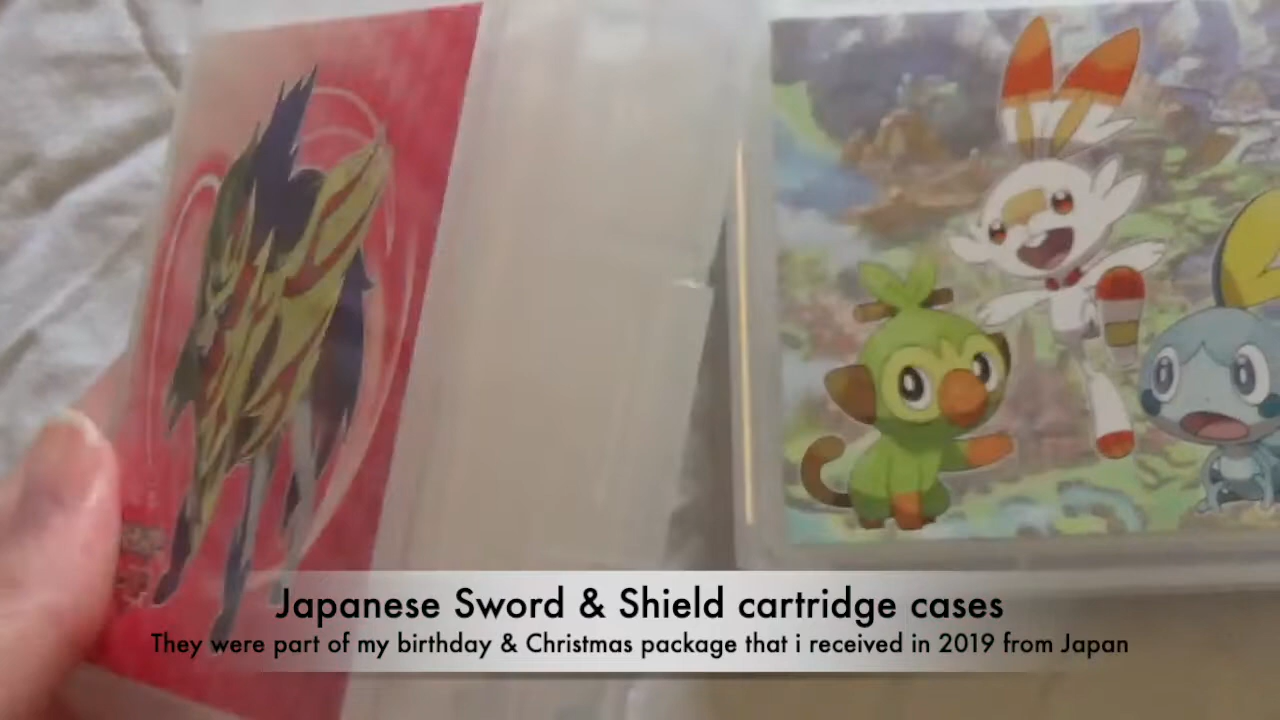 Japanese Sword & Shield cartridge cases
They were part of my birthday & Christmas package that i received in 2019 from Japan